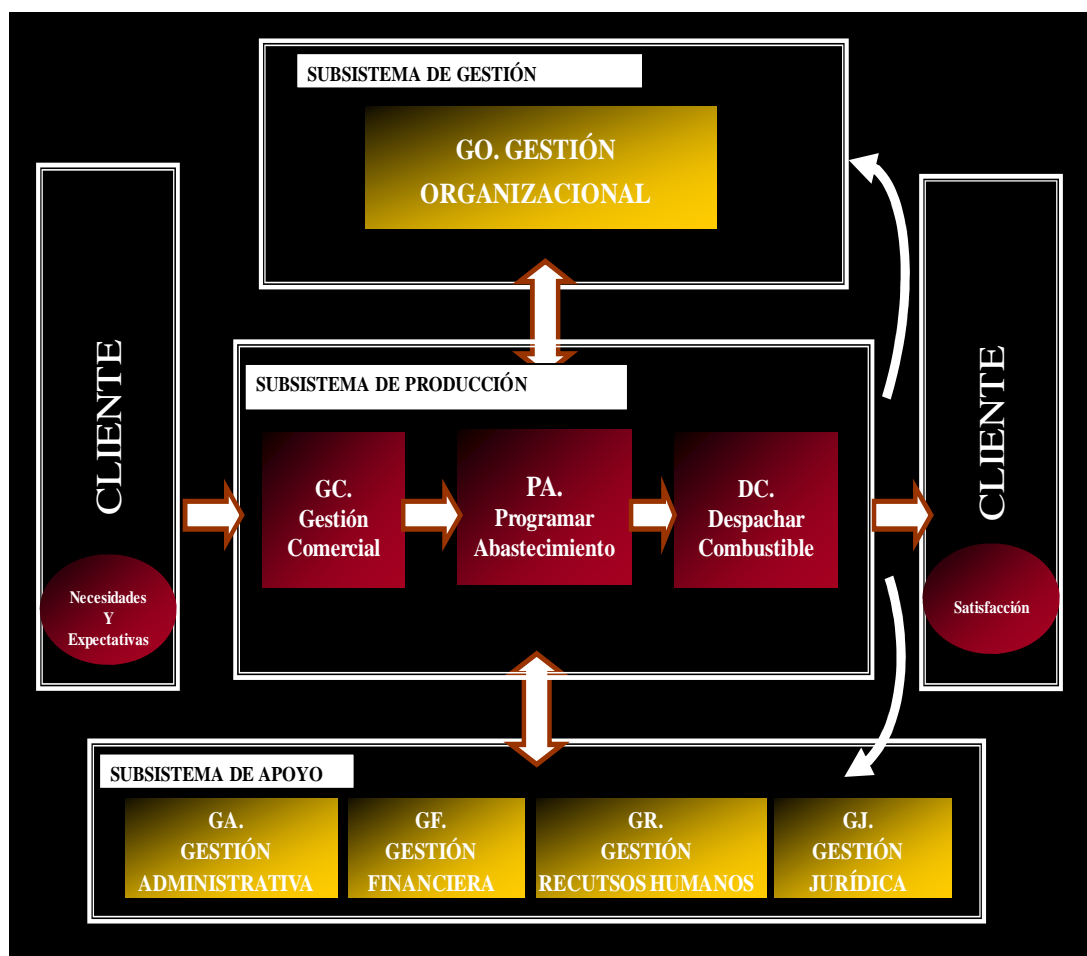 SUBSISTEMA DE GESTIÓN
GO. GESTIÓN
ORGANIZACIONAL
CLIENTE
Necesidades
Y
Expectativas
SUBSISTEMA DE PRODUCCIÓN
GC.
Gestión
Comercial
PA.
Programar
Abastecimiento
DC.
Despachar
Combustible
CLIENTE
Satisfacción
SUBSISTEMA DE APOYO
GA.
GESTIÓN
ADMINISTRATIVA
GF.
GESTIÓN
FINANCIERA
GR.
GESTIÓN
RECUTSOS HUMANOS
GJ.
GESTIÓN
JURÍDICA